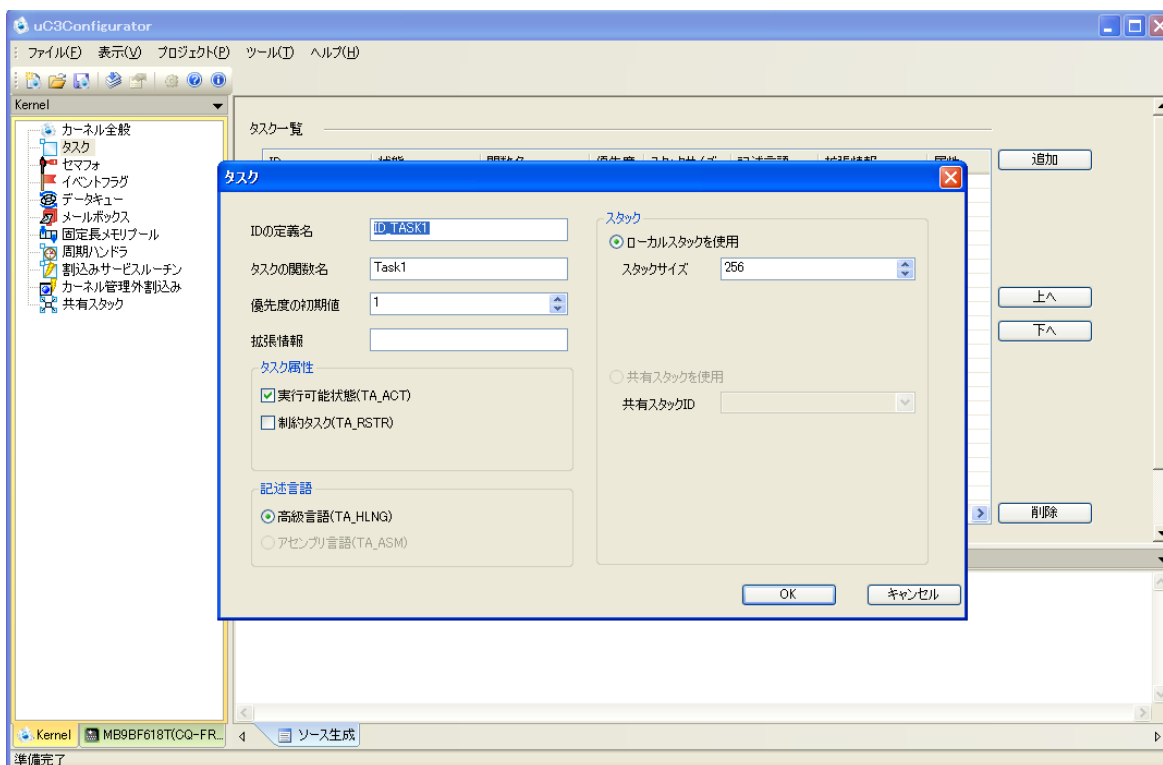 uC3Configurator
ファイル(F) 表示(V) プロジェクト(P) ツール(T) ヘルプ(H)
Kernel
カーネル全般
タスク
セマフォ
イベントフラグ
データキュー
メールボックス
固定長メモリプール
周期ハンドラ
割込みサービスルーチン
カーネル管理外割込み
共有スタック
タスク一覧
追加
上へ
下へ
削除
タスク
IDの定義名
ID_TASK1
タスクの関数名
Task1
優先度の初期値
1
拡張情報
タスク属性
実行可能状態(TA_ACT)
制約タスク(TA_RSTR)
記述言語
高級言語(TA_HLNG)
アセンブリ言語(TA_ASM)
スタック
ローカルスタックを使用
スタックサイズ
256
共有スタックを使用
共有スタックID
OK
キャンセル
Kernel
MB9BF618T(CQ-FR...
ソース生成
準備完了